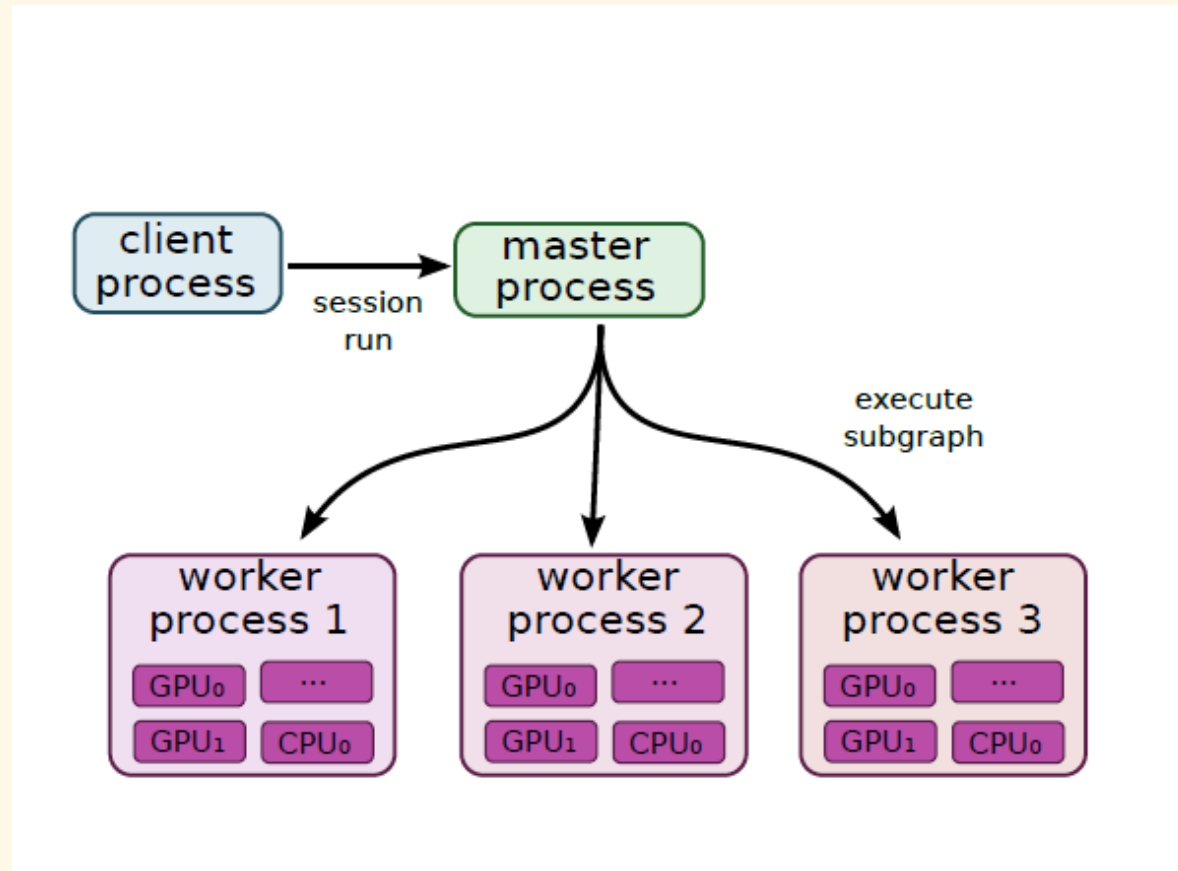 client
process
master
process
session
run
execute
subgraph
worker
process 1
GPU₀
...
GPU₁
CPU₀
worker
process 2
GPU₀
...
GPU₁
CPU₀
worker
process 3
GPU₀
...
GPU₁
CPU₀